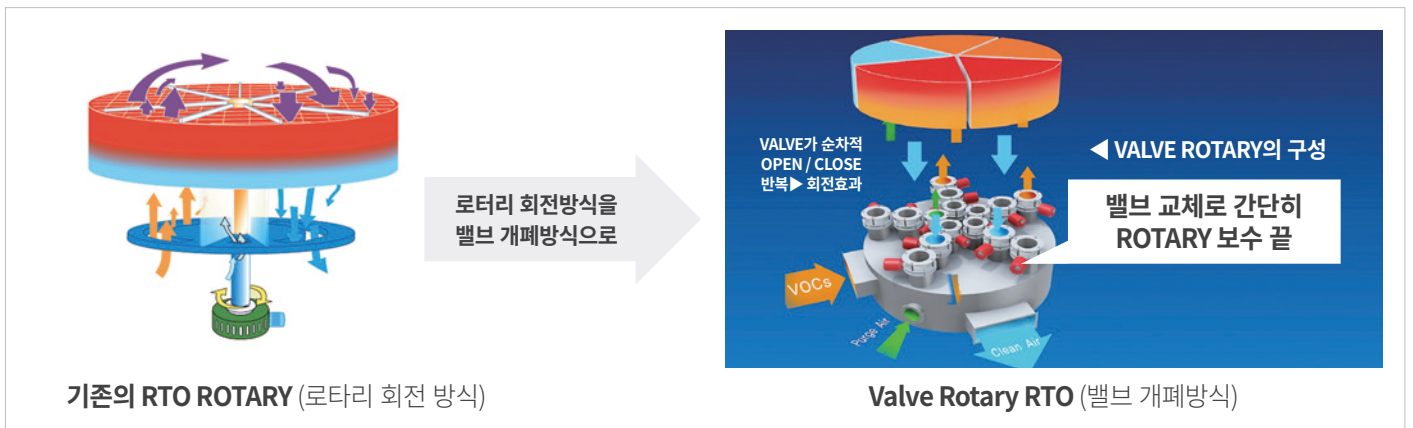 로터리 회전방식을
밸브 개폐방식으로
VALVE가 순차적
OPEN / CLOSE
반복▶ 회전효과
◀ VALVE ROTARY의 구성
밸브 교체로 간단히
ROTARY 보수 끝
VOCs
Purge Air
Clean Air
기존의 RTO ROTARY (로타리 회전 방식)
Valve Rotary RTO (밸브 개폐방식)